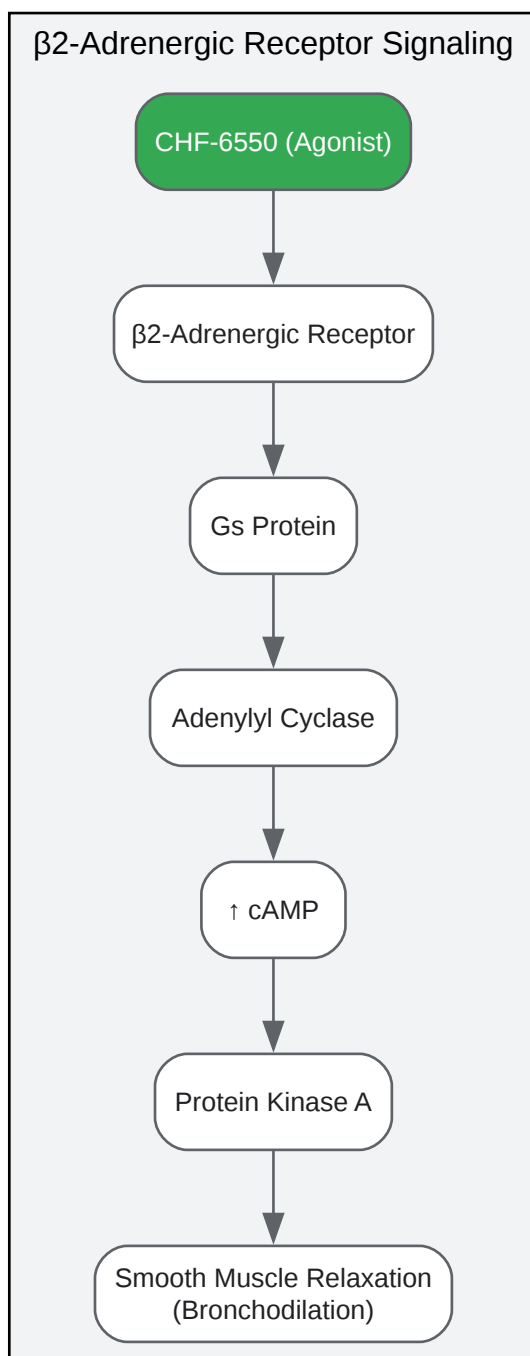 β2-Adrenergic Receptor Signaling
CHF-6550 (Agonist)
β2-Adrenergic Receptor
Gs Protein
Adenylyl Cyclase
↑ cAMP
Protein Kinase A
Smooth Muscle Relaxation
(Bronchodilation)